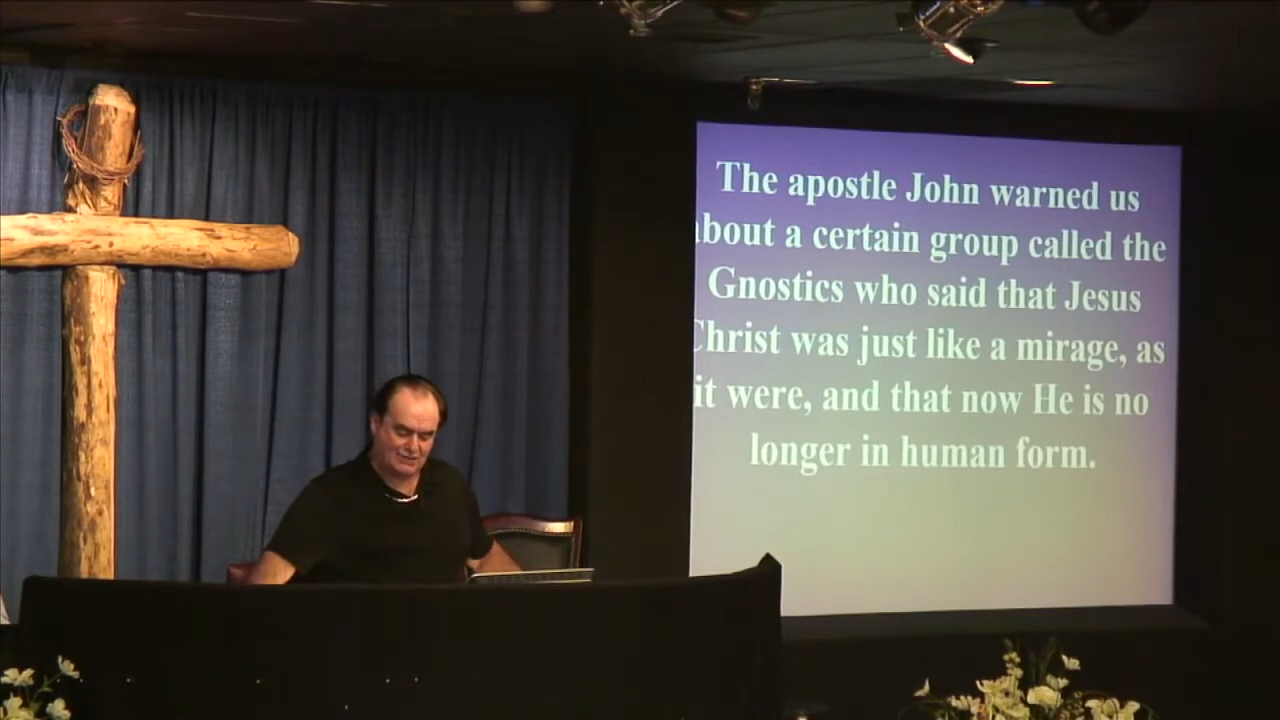 The apostle John warned us
about a certain group called the
Gnostics who said that Jesus
Christ was just like a mirage, as
it were, and that now He is no
longer in human form.